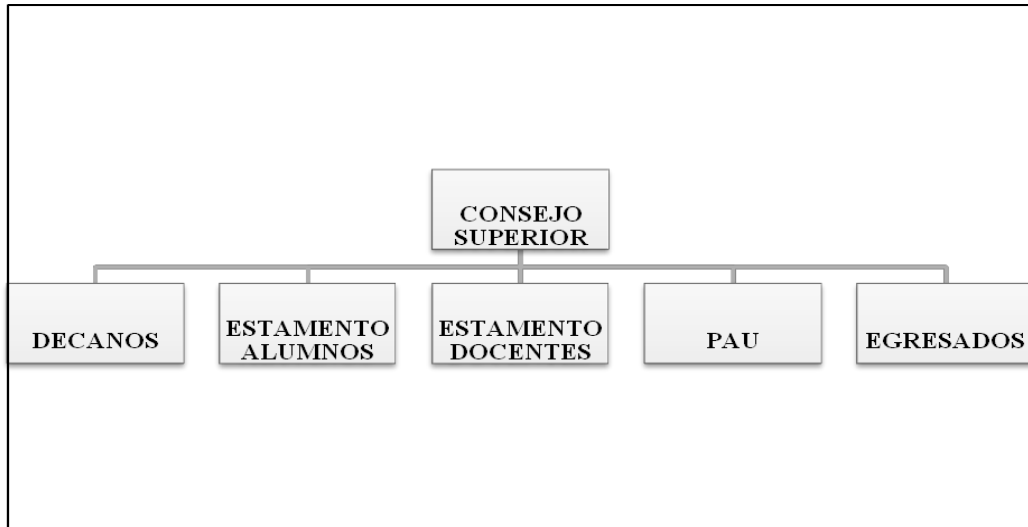 CONSEJO
SUPERIOR
DECANOS
ESTAMENTO
ALUMNOS
ESTAMENTO
DOCENTES
PAU
EGRESADOS